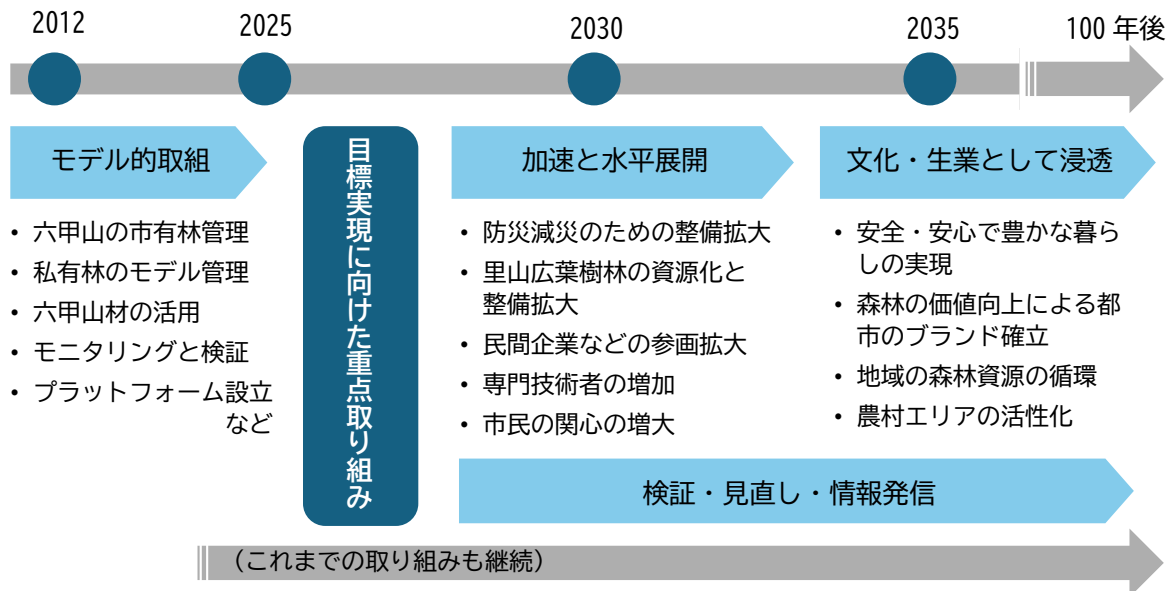 2012
2025
2030
2035
100 年後
モデル的取組
• 六甲山の市有林管理
• 私有林のモデル管理
• 六甲山材の活用
• モニタリングと検証
• プラットフォーム設立
など
目標実現に向けた重点取り組み
加速と水平展開
• 防災減災のための整備拡大
• 里山広葉樹林の資源化と
整備拡大
• 民間企業などの参画拡大
• 専門技術者の増加
• 市民の関心の増大
文化・生業として浸透
• 安全・安心で豊かな暮ら
しの実現
• 森林の価値向上による都
市のブランド確立
• 地域の森林資源の循環
• 農村エリアの活性化
検証・見直し・情報発信
（これまでの取り組みも継続）